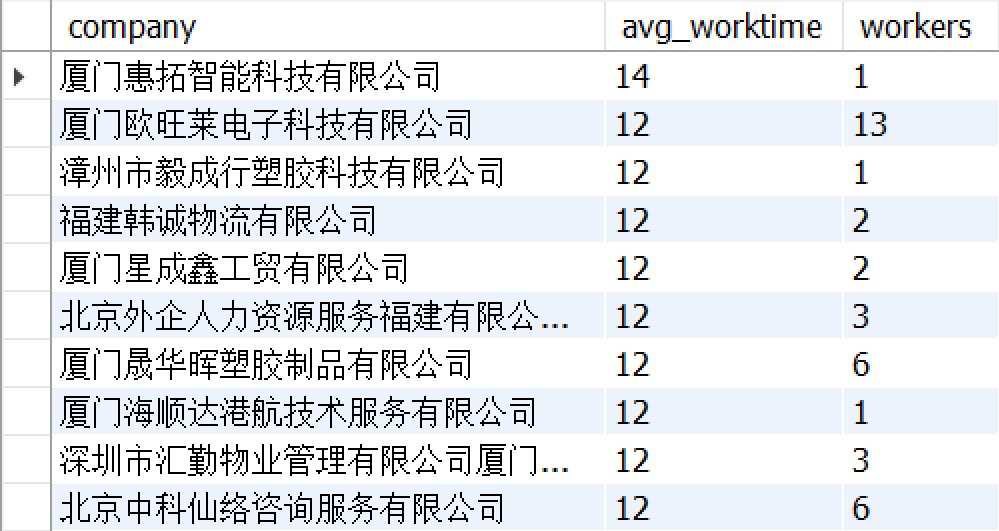 company avg_worktime workers
厦门惠拓智能科技有限公司 14 1
厦门欧旺莱电子科技有限公司 12 13
漳州市毅成行塑胶科技有限公司 12 1
福建韩诚物流有限公司 12 2
厦门星成鑫工贸有限公司 12 2
北京外企人力资源服务福建有限公... 12 3
厦门晟华晖塑胶制品有限公司 12 6
厦门海顺达港航技术服务有限公司 12 1
深圳市汇勤物业管理有限公司厦门... 12 3
北京中科仙络咨询服务有限公司 12 6